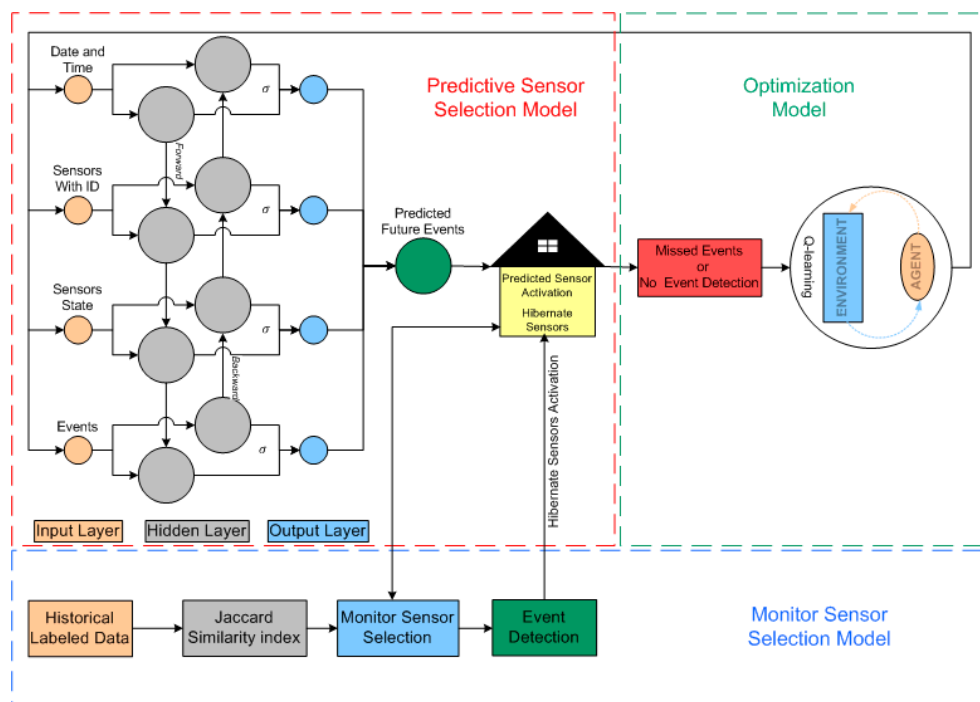 Date and
Time
σ
Forward
Sensors
With ID
σ
Sensors
State
σ
Backward
Events
σ
Input Layer
Hidden Layer
Output Layer
Predictive Sensor
Selection Model
Predicted
Future Events
Predicted Sensor
Activation
Hibernate
Sensors
Hibernate Sensors Activation
Optimization
Model
Missed Events
or
No Event Detection
Q-learning
ENVIRONMENT
AGENT
Historical
Labeled Data
Jaccard
Similarity index
Monitor Sensor
Selection
Event
Detection
Monitor Sensor
Selection Model